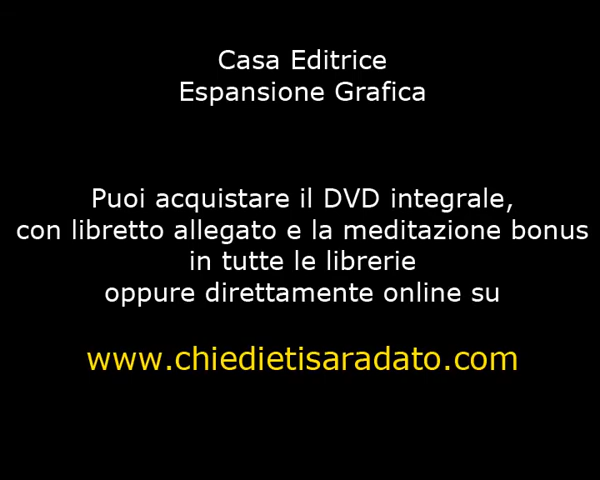 Casa Editrice
Espansione Grafica
Puoi acquistare il DVD integrale,
con libretto allegato e la meditazione bonus
in tutte le librerie
oppure direttamente online su
www.chiedietisaradato.com